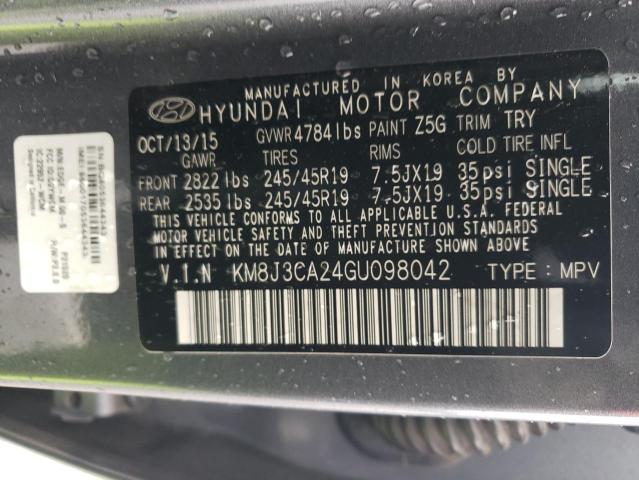 MANUFACTURED IN KOREA BY
HYUNDAI MOTOR COMPANY
OCT/13/15 GVWR 4784 lbs PAINT Z5G TRIM TRY
GAWR TIRES RIMS COLD TIRE INFL
FRONT 2822 lbs 245/45R19 7.5JX19 35psi SINGLE
REAR 2535 lbs 245/45R19 7.5JX19 35psi SINGLE
THIS VEHICLE CONFORMS TO ALL APPLICABLE U.S.A. FEDERAL
MOTOR VEHICLE SAFETY, BUMPER, AND
THEFT PREVENTION STANDARDS IN EFFECT
ON THE DATE OF MANUFACTURE SHOWN ABOVE.
V.I.N KM8J3CA24GU098042 TYPE: MPV